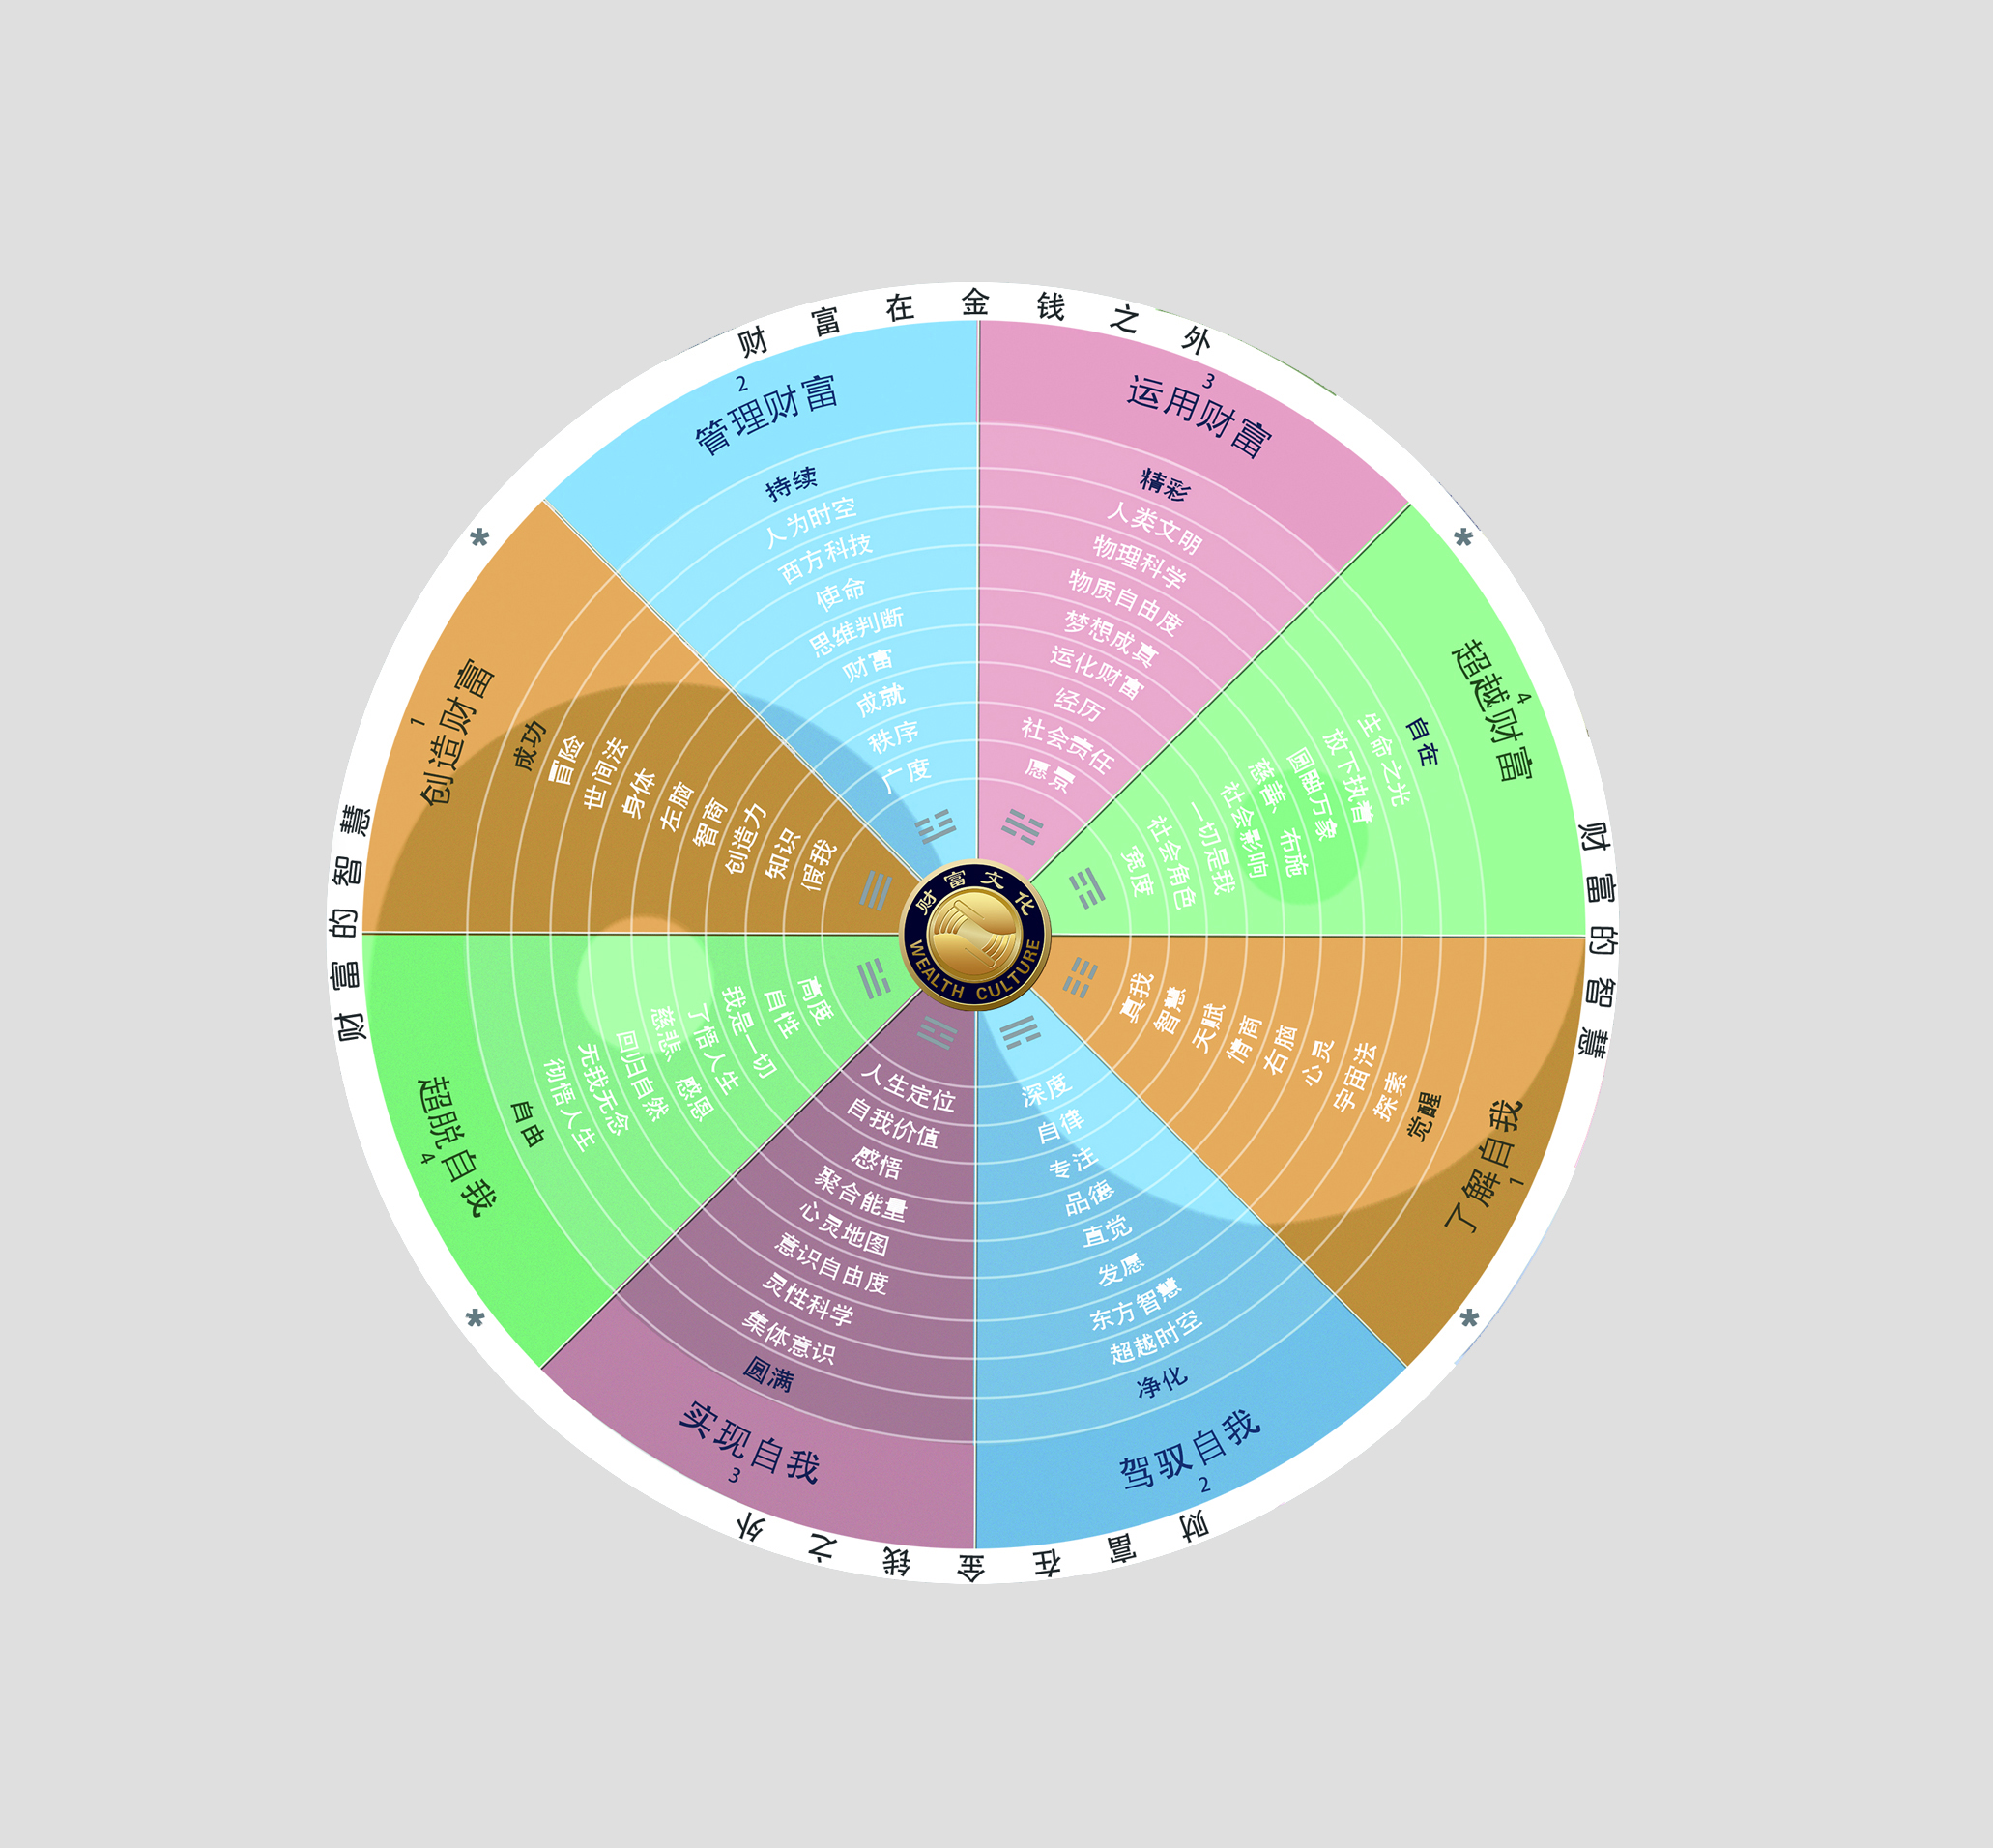 财富在金钱之外
财富的智慧
财富在金钱之外
财富的智慧
*
*
*
*
1
创造财富
成功
冒险
世间法
身体
左脑
智商
创造力
知识
假我
2
管理财富
持续
人为时空
西方科技
使命
思维判断
财富
成就
秩序
广度
3
运用财富
精彩
人类文明
物理科学
物质自由度
梦想成真
运化财富
经历
社会责任
愿景
4
超越财富
自在
生命之光
放下执着
圆融万象
慈善、布施
社会影响
一切是我
社会角色
宽度
了解自我
1
觉醒
探索
宇宙法
心灵
右脑
情商
天赋
智慧
真我
深度
自律
专注
品德
直觉
发愿
东方智慧
超越时空
净化
驾驭自我
2
人生定位
自我价值
感悟
聚合能量
心灵地图
意识自由度
灵性科学
集体意识
圆满
实现自我
3
高度
自性
我是一切
了悟人生
慈悲、感恩
回归自然
无我无念
彻悟人生
自由
超脱自我
4
财富文化
WEALTH CULTURE